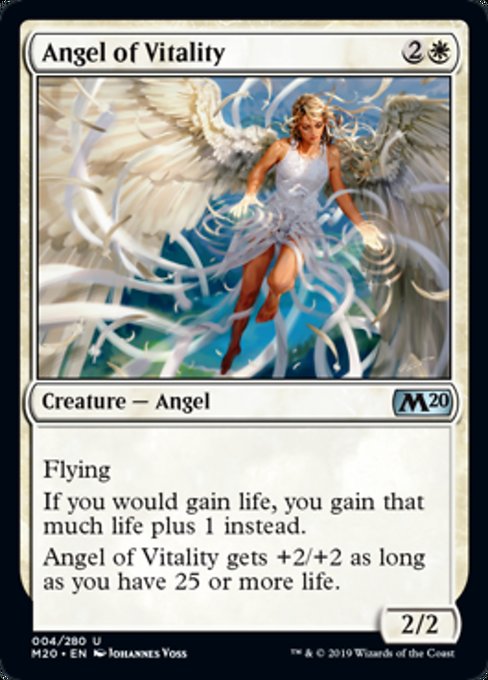 Angel of Vitality 2
Creature — Angel M20
Flying
If you would gain life, you gain that
much life plus 1 instead.
Angel of Vitality gets +2/+2 as long
as you have 25 or more life.
2/2
004/280 U
M20 • EN Johannes Voss ™ & © 2019 Wizards of the Coast